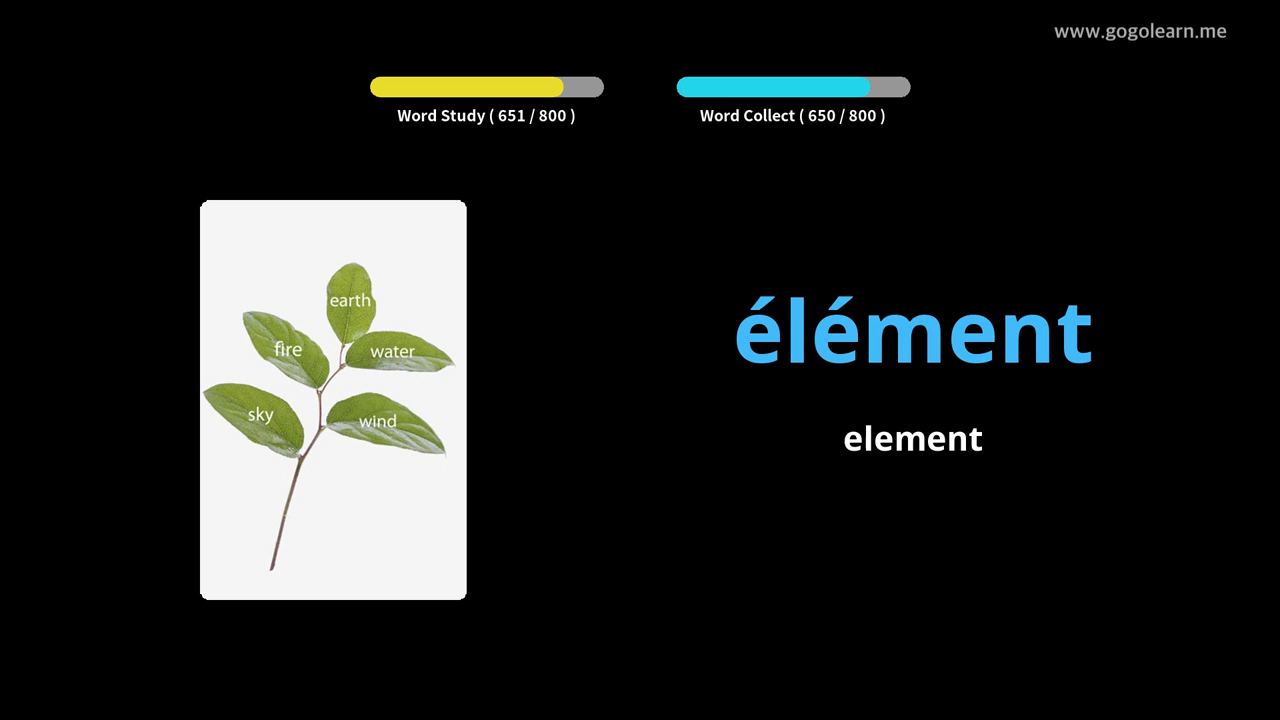 www.gogolearn.me
Word Study ( 651 / 800 )
Word Collect ( 650 / 800 )
earth
fire
water
sky
wind
élément
element